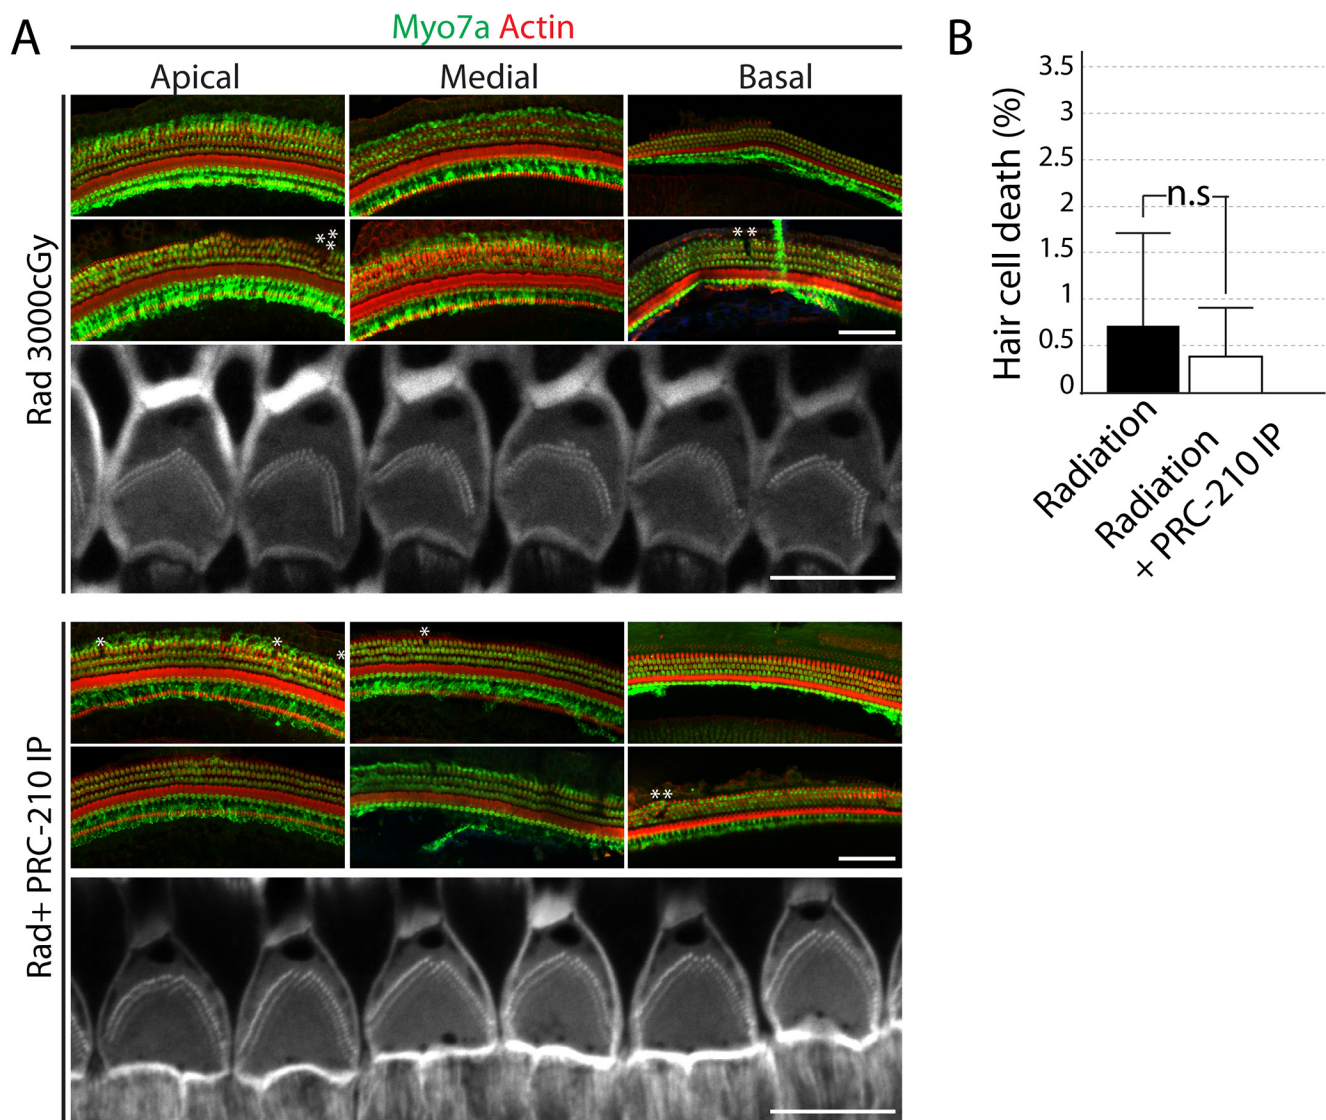 A
Myo7a Actin
Apical
Medial
Basal
Rad 3000cGy
**
*
**
*
*
*
*
**
Rad+ PRC-210 IP
B
Hair cell death (%)
3.5
3
2.5
2
1.5
1
0.5
0
n.s
Radiation
Radiation
+ PRC-210 IP